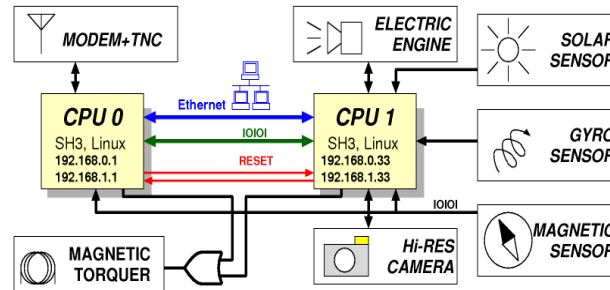 MODEM+TNC
ELECTRIC
ENGINE
SOLAR
SENSOR
CPU 0
SH3, Linux
192.168.0.1
192.168.1.1
Ethernet
IOIOI
RESET
CPU 1
SH3, Linux
192.168.0.33
192.168.1.33
GYRO
SENSOR
IOIOI
MAGNETIC
TORQUER
Hi-RES
CAMERA
MAGNETIC
SENSOR